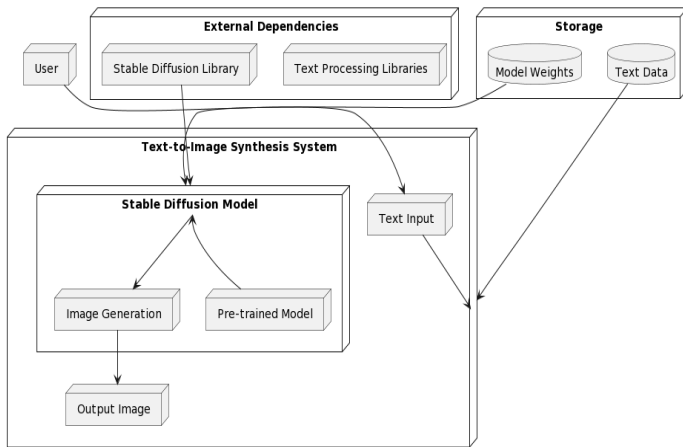 External Dependencies
Storage
User
Stable Diffusion Library
Text Processing Libraries
Model Weights
Text Data
Text-to-Image Synthesis System
Stable Diffusion Model
Text Input
Image Generation
Pre-trained Model
Output Image